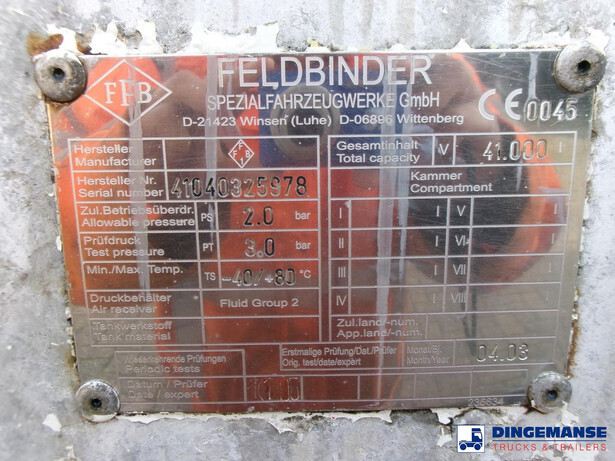 FFB
FELDBINDER
SPEZIALFAHRZEUGWERKE GmbH
D-21423 Winsen (Luhe) D-06896 Wittenberg
CE 0045
Hersteller
Manufacturer
FFB
Gesamtinhalt
Total capacity V 41.000 l
Hersteller Nr.
Serial number 41040325978
Kammer
Compartment
Zul.Betriebsüberdr.
Allowable pressure PS 2.0 bar
I l V l
Prüfdruck
Test pressure PT 3.0 bar
II l VI l
Min./Max. Temp. TS -40/+80 °C
III l VII l
Druckbehälter
Air receiver Fluid Group 2
IV l VIII l
Tankwerkstoff
Tank material
Zul.land/-num.
App.land/-num.
Wiederkehrende Prüfungen
Periodic tests
Erstmalige Prüfung/Dat./Prüfer
Orig. test/date/expert
Monat/Bj.
Month/Year 04.03
Datum / Prüfer
Date / expert
DINGEMANSE
TRUCKS & TRAILERS